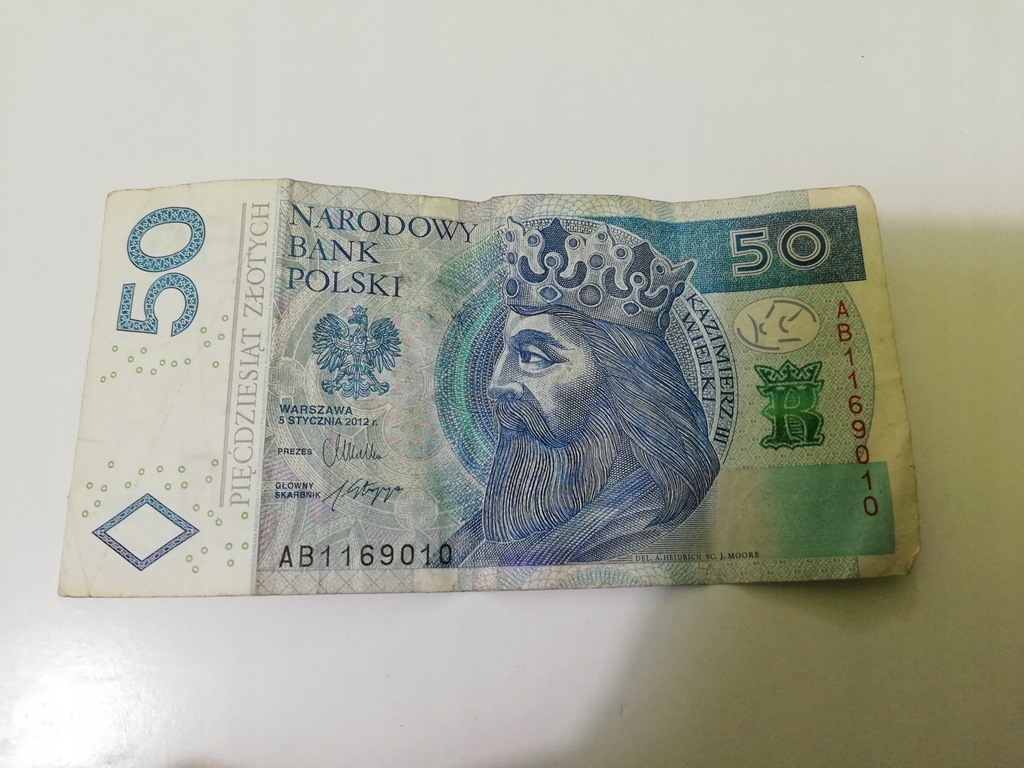 50
PIĘĆDZIESIĄT ZŁOTYCH
NARODOWY
BANK
POLSKI
WARSZAWA
5 STYCZNIA 2012 r.
PREZES
GŁÓWNY
SKARBNIK
AB1169010
50
KAZIMIERZ III
WIELKI
AB1169010
DEL. A. HEIDRICH SC. J. MOORE